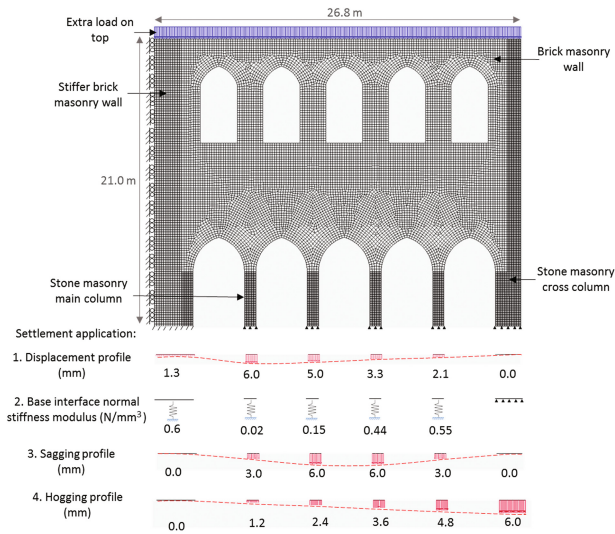 Extra load on
top
26.8 m
Brick masonry
wall
Stiffer brick
masonry wall
21.0 m
Stone masonry
main column
Stone masonry
cross column
Settlement application:
1. Displacement profile
(mm)
1.3 6.0 5.0 3.3 2.1 0.0
2. Base interface normal
stiffness modulus (N/mm³)
0.6 0.02 0.15 0.44 0.55
3. Sagging profile
(mm)
0.0 3.0 6.0 6.0 3.0 0.0
4. Hogging profile
(mm)
0.0 1.2 2.4 3.6 4.8 6.0